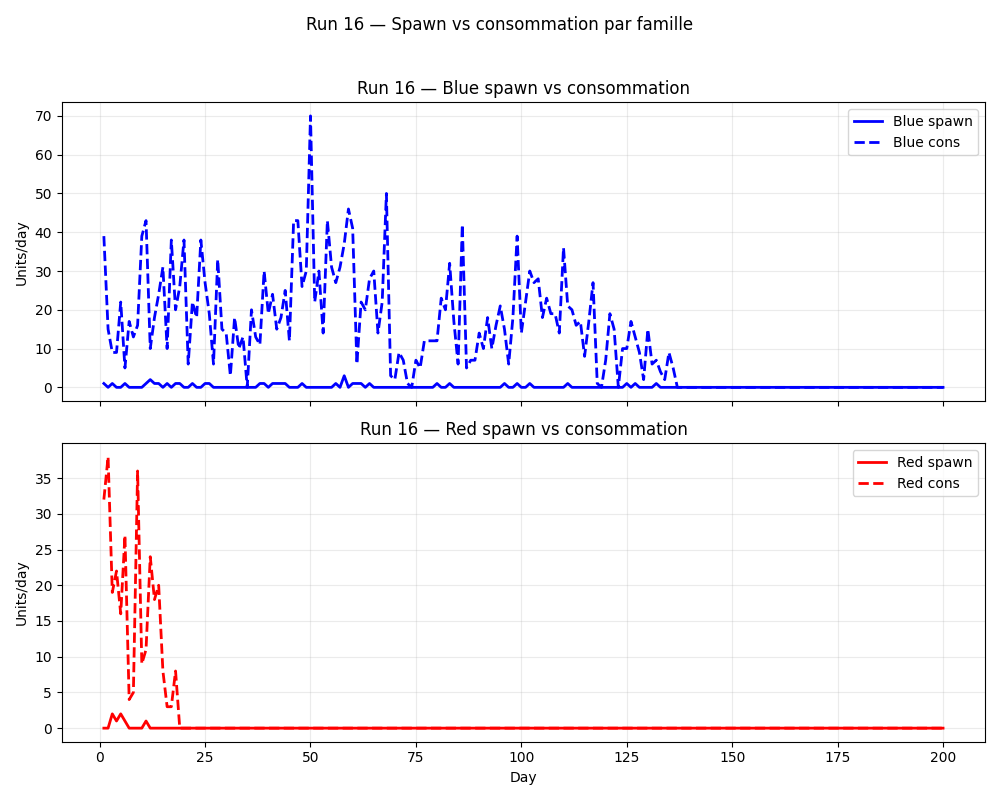 Run 16 — Spawn vs consommation par famille
Run 16 — Blue spawn vs consommation
70
60
50
40
30
20
10
0
Units/day
Blue spawn
Blue cons
Run 16 — Red spawn vs consommation
35
30
25
20
15
10
5
0
Units/day
Red spawn
Red cons
0 25 50 75 100 125 150 175 200
Day